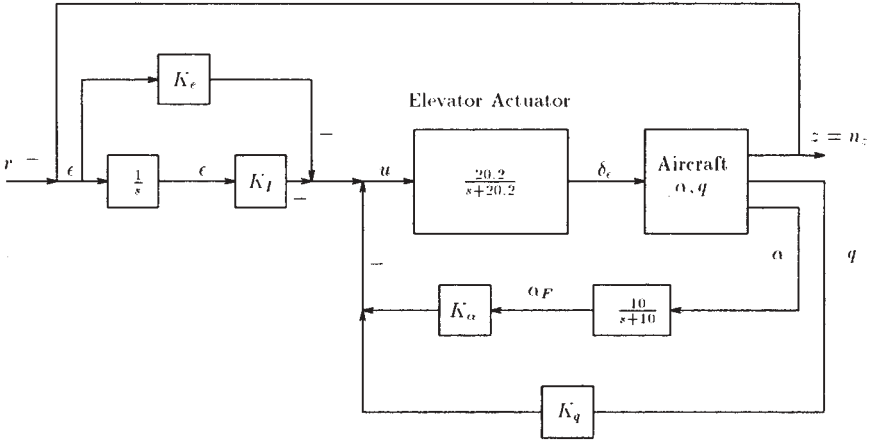 K_e
Elevator Actuator
r
−
ϵ
1/s
ϵ
K_I
−
−
u
20.2/s+20.2
δ_e
Aircraft
α, q
z = n_z
−
α
q
K_α
α_F
10/s+10
K_q